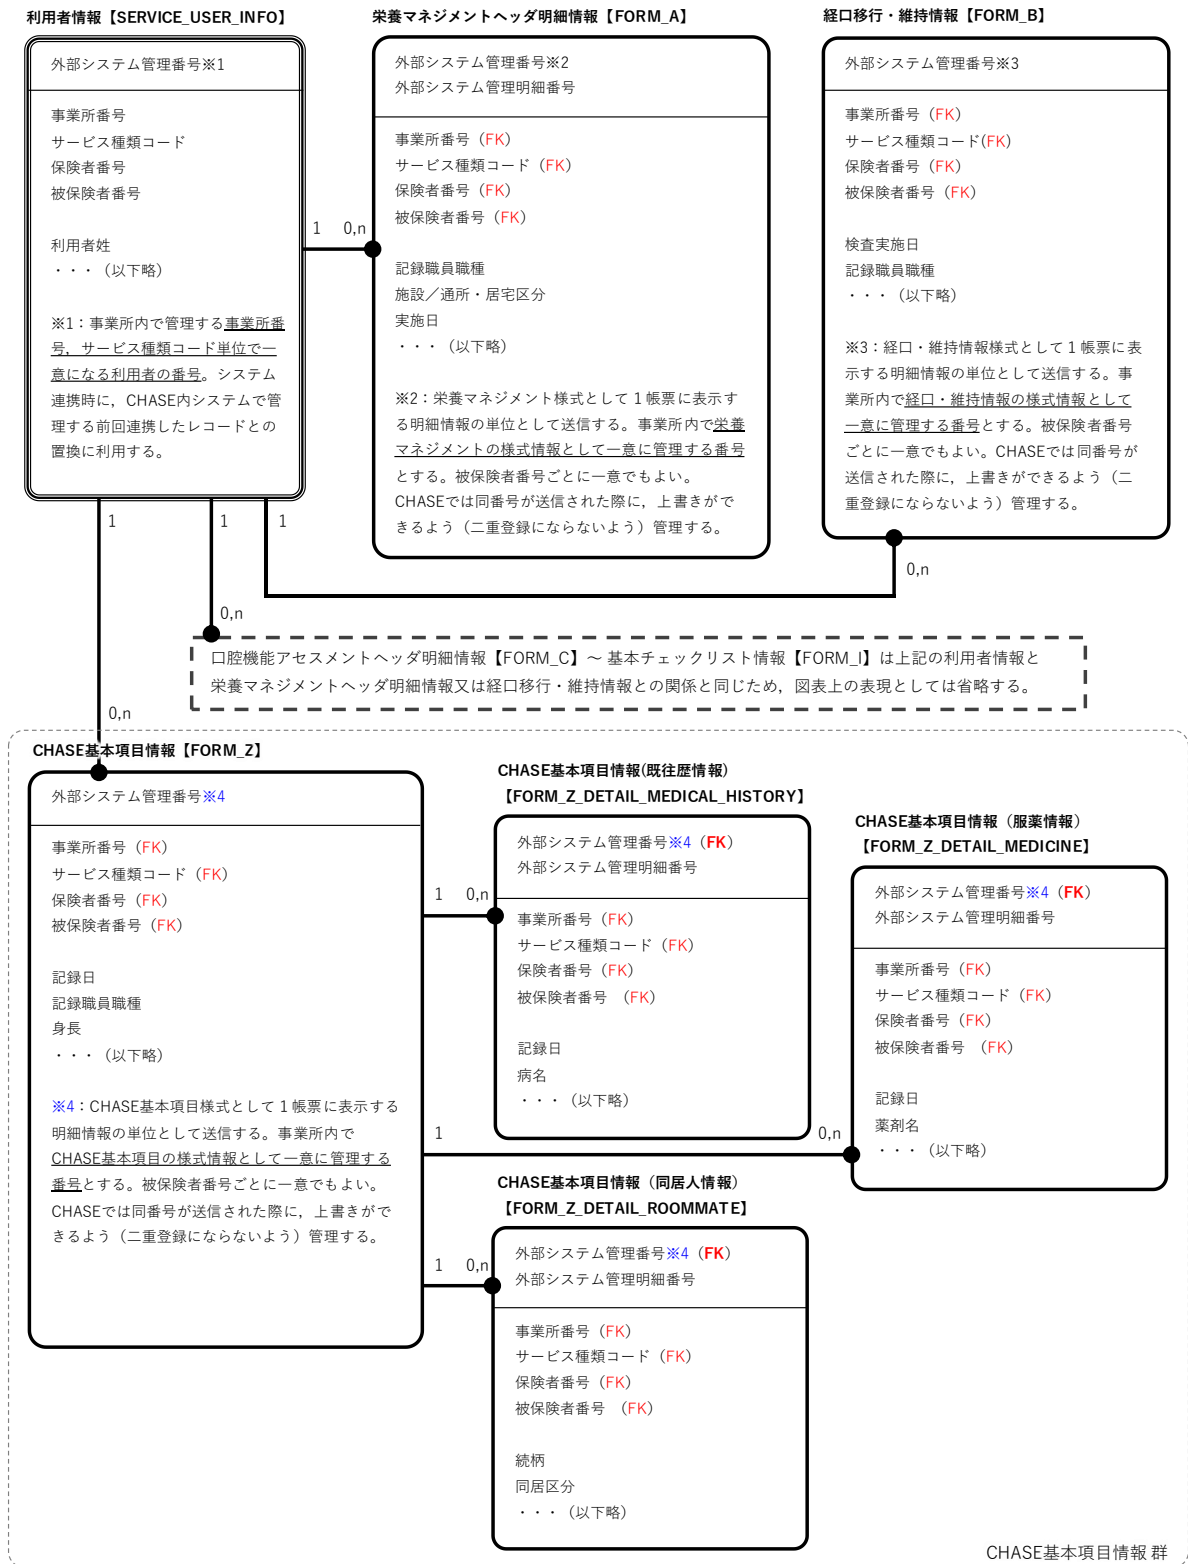 利用者情報【SERVICE_USER_INFO】
外部システム管理番号※1
事業所番号
サービス種類コード
保険者番号
被保険者番号
利用者姓
・・・（以下略）
※1：事業所内で管理する事業所番
号，サービス種類コード単位で一
意になる利用者の番号。システム
連携時に，CHASE内システムで管
理する前回連携したレコードとの
置換に利用する。
栄養マネジメントヘッダ明細情報【FORM_A】
外部システム管理番号※2
外部システム管理明細番号
事業所番号（FK）
サービス種類コード（FK）
保険者番号（FK）
被保険者番号（FK）
記録職員職種
施設／通所・居宅区分
実施日
・・・（以下略）
※2：栄養マネジメント様式として１帳票に表示す
る明細情報の単位として送信する。事業所内で栄養
マネジメントの様式情報として一意に管理する番号
とする。被保険者番号ごとに一意でもよい。
CHASEでは同番号が送信された際に，上書きがで
きるよう（二重登録にならないよう）管理する。
経口移行・維持情報【FORM_B】
外部システム管理番号※3
事業所番号（FK）
サービス種類コード(FK)
保険者番号（FK）
被保険者番号（FK）
検査実施日
記録職員職種
・・・（以下略）
※3：経口・維持情報様式として１帳票に表
示する明細情報の単位として送信する。事
業所内で経口・維持情報の様式情報として
一意に管理する番号とする。被保険者番号
ごとに一意でもよい。CHASEでは同番号が
送信された際に，上書きができるよう（二
重登録にならないよう）管理する。
1
0,n
1
1
1
0,n
0,n
口腔機能アセスメントヘッダ明細情報【FORM_C】～ 基本チェックリスト情報【FORM_I】は上記の利用者情報と
栄養マネジメントヘッダ明細情報又は経口移行・維持情報との関係と同じため，図表上の表現としては省略する。
0,n
CHASE基本項目情報【FORM_Z】
外部システム管理番号※4
事業所番号（FK）
サービス種類コード（FK）
保険者番号（FK）
被保険者番号（FK）
記録日
記録職員職種
身長
・・・（以下略）
※4：CHASE基本項目様式として１帳票に表示する
明細情報の単位として送信する。事業所内で
CHASE基本項目の様式情報として一意に管理する
番号とする。被保険者番号ごとに一意でもよい。
CHASEでは同番号が送信された際に，上書きがで
きるよう（二重登録にならないよう）管理する。
1
0,n
CHASE基本項目情報(既往歴情報)
【FORM_Z_DETAIL_MEDICAL_HISTORY】
外部システム管理番号※4（FK）
外部システム管理明細番号
事業所番号（FK）
サービス種類コード（FK）
保険者番号（FK）
被保険者番号 （FK）
記録日
病名
・・・（以下略）
1
0,n
CHASE基本項目情報（服薬情報）
【FORM_Z_DETAIL_MEDICINE】
外部システム管理番号※4（FK）
外部システム管理明細番号
事業所番号（FK）
サービス種類コード（FK）
保険者番号（FK）
被保険者番号 （FK）
記録日
薬剤名
・・・（以下略）
1
0,n
CHASE基本項目情報（同居人情報）
【FORM_Z_DETAIL_ROOMMATE】
外部システム管理番号※4（FK）
外部システム管理明細番号
事業所番号（FK）
サービス種類コード（FK）
保険者番号（FK）
被保険者番号 （FK）
続柄
同居区分
・・・（以下略）
CHASE基本項目情報 群